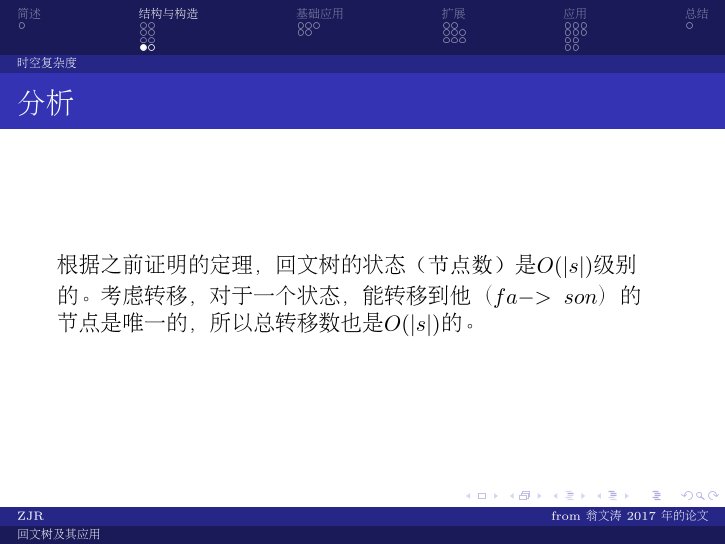 简述 结构与构造 基础应用 扩展 应用 总结
时空复杂度
分析
根据之前证明的定理，回文树的状态（节点数）是O(|s|)级别
的。考虑转移，对于一个状态，能转移到他（fa−> son）的
节点是唯一的，所以总转移数也是O(|s|)的。
ZJR from 翁文涛 2017 年的论文
回文树及其应用